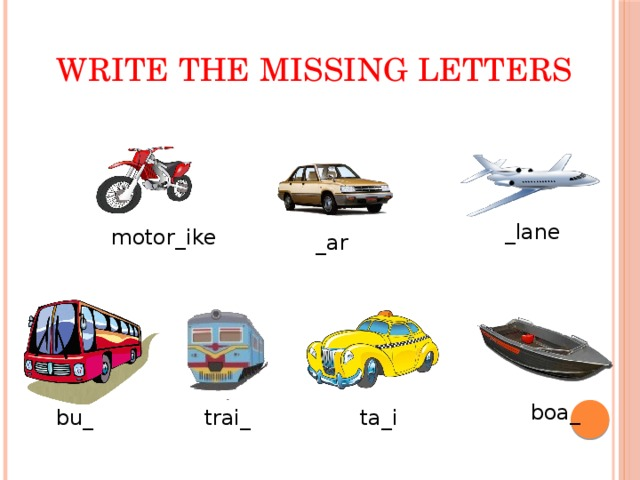 WRITE THE MISSING LETTERS
motor_ike
_ar
_lane
bu_
trai_
ta_i
boa_